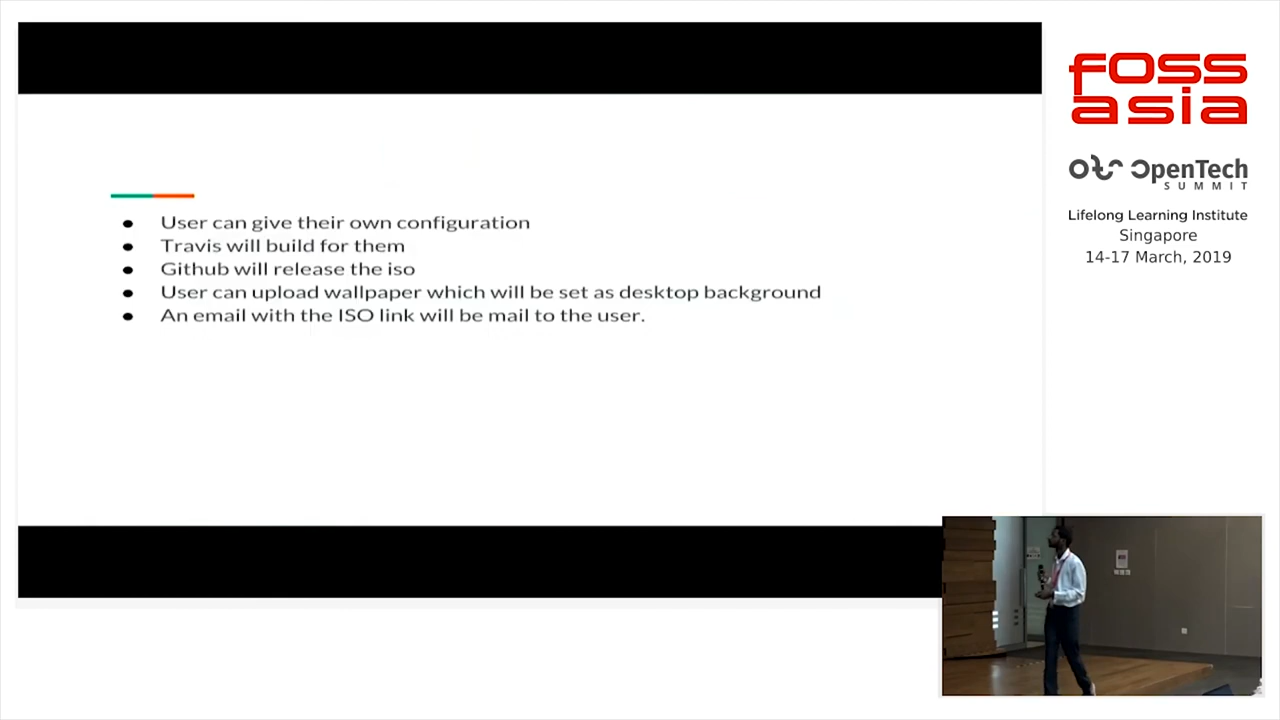 User can give their own configuration
Travis will build for them
Github will release the iso
User can upload wallpaper which will be set as desktop background
An email with the ISO link will be mail to the user.
fOSS
asia
OpenTech
SUMMIT
Lifelong Learning Institute
Singapore
14-17 March, 2019